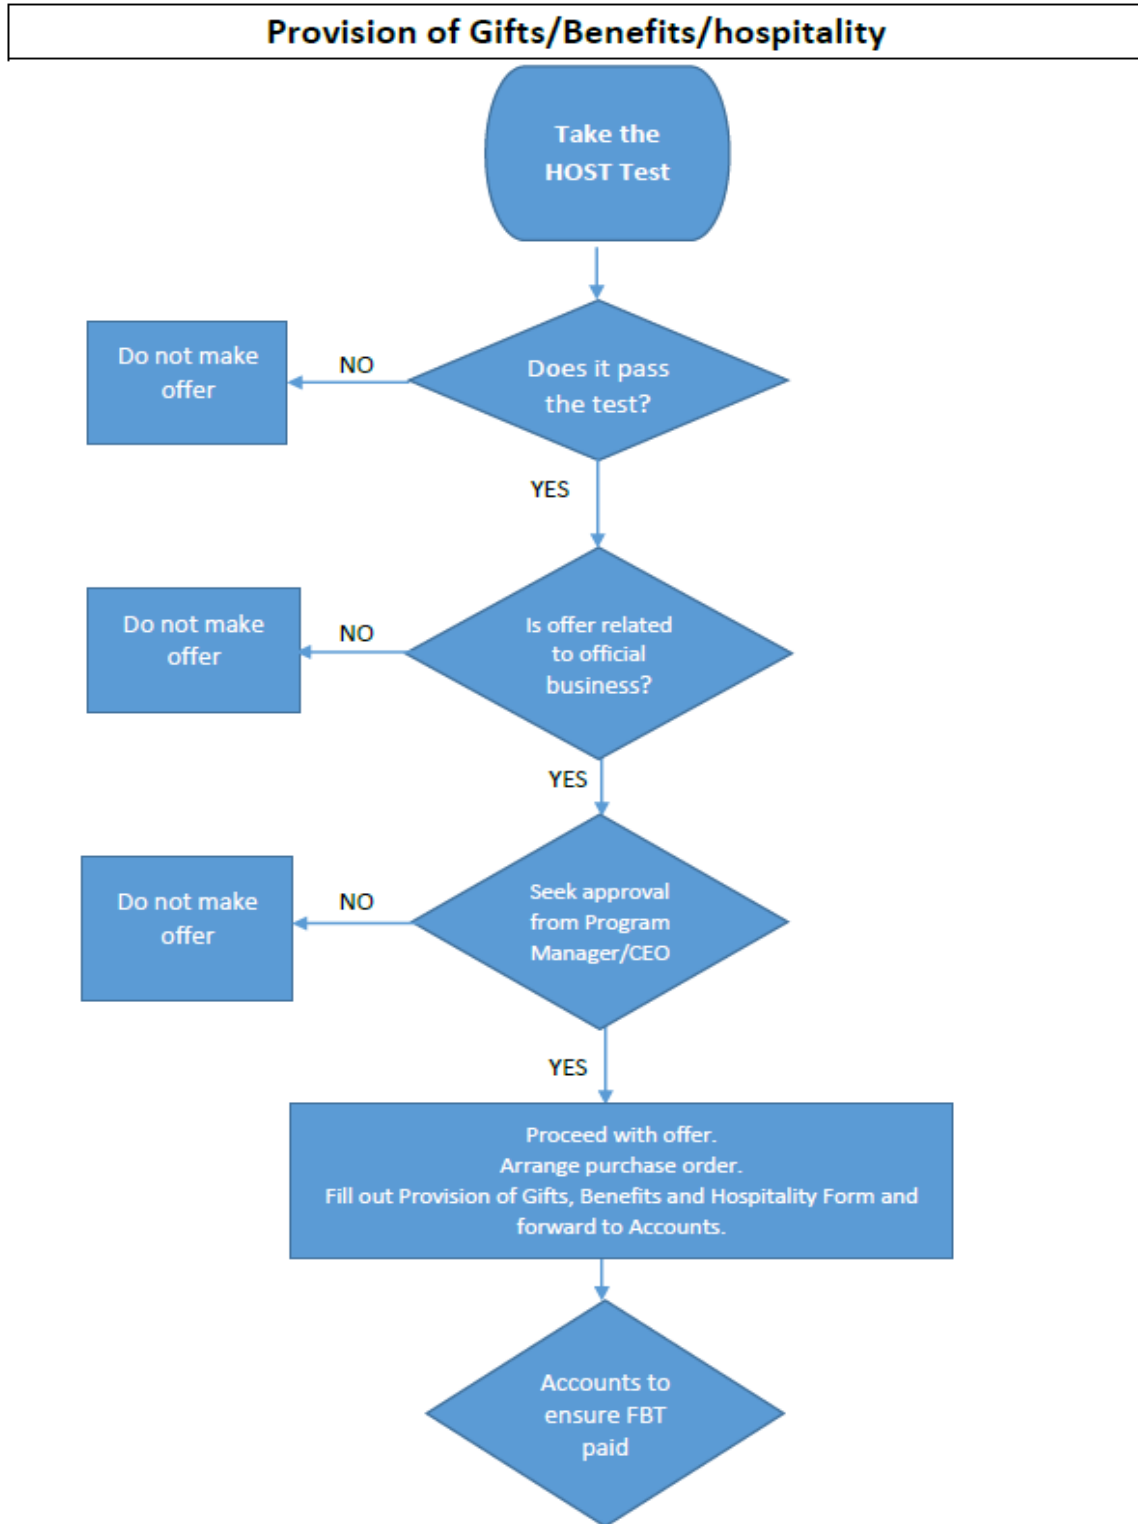 Provision of Gifts/Benefits/hospitality
Take the
HOST Test
Does it pass
the test?
NO
Do not make
offer
YES
Is offer related
to official
business?
NO
Do not make
offer
YES
Seek approval
from Program
Manager/CEO
NO
Do not make
offer
YES
Proceed with offer.
Arrange purchase order.
Fill out Provision of Gifts, Benefits and Hospitality Form and
forward to Accounts.
Accounts to
ensure FBT
paid